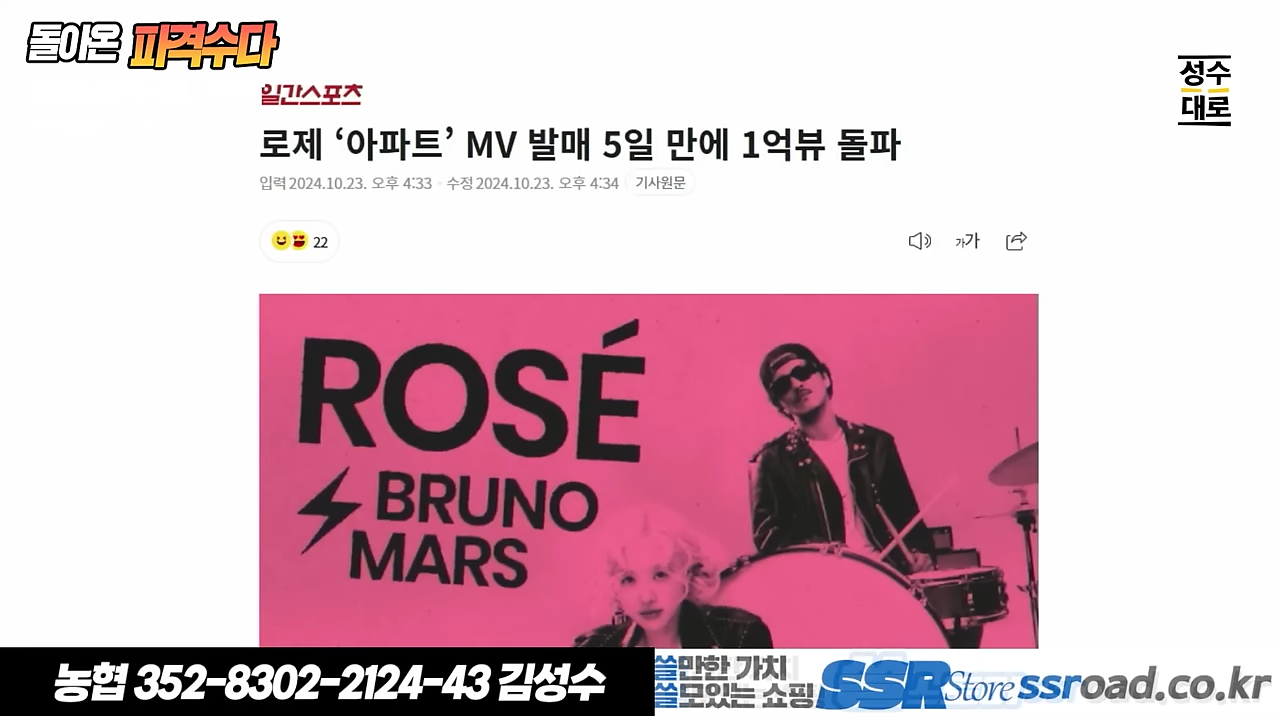 돌아온 파격수다
성수
대로
일간스포츠
로제 ‘아파트’ MV 발매 5일 만에 1억뷰 돌파
입력 2024.10.23. 오후 4:33 · 수정 2024.10.23. 오후 4:34 기사원문
22
가가
ROSÉ
BRUNO
MARS
농협 352-8302-2124-43 김성수
쓸만한 가치
쓸모있는 쇼핑
SSR Store ssroad.co.kr